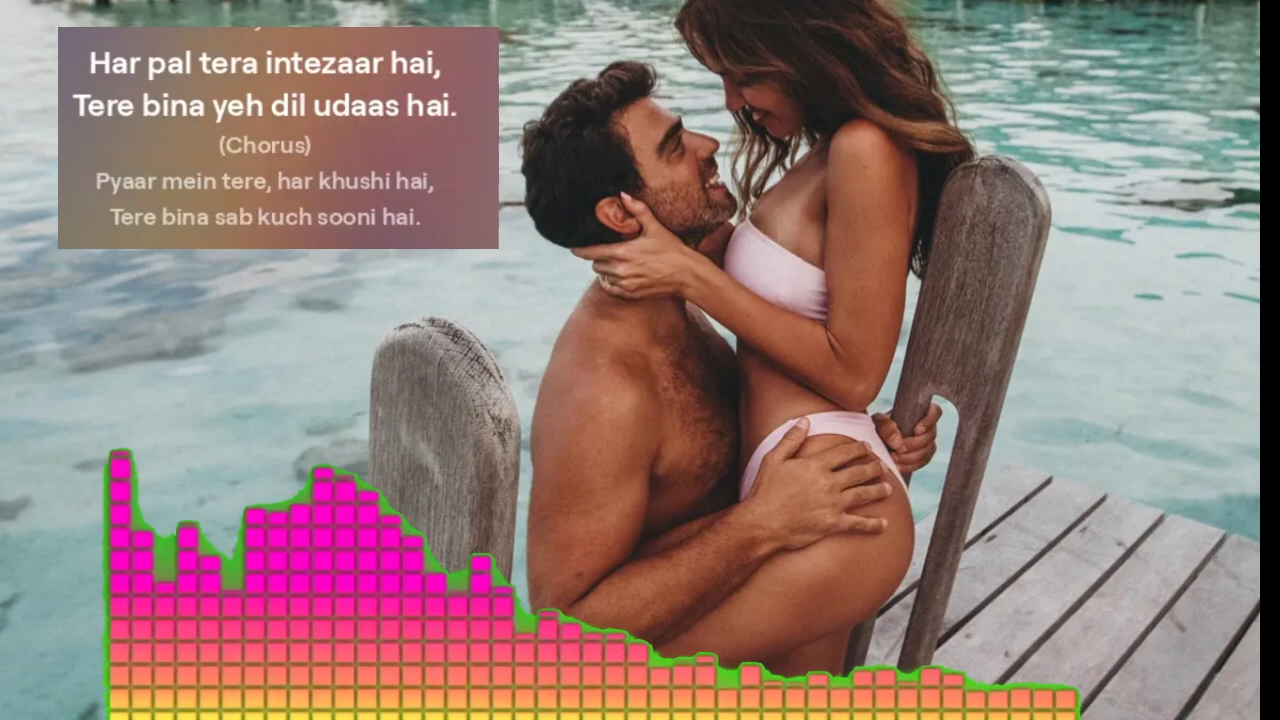 Har pal tera intezaar hai,
Tere bina yeh dil udaas hai.
(Chorus)
Pyaar mein tere, har khushi hai,
Tere bina sab kuch sooni hai.